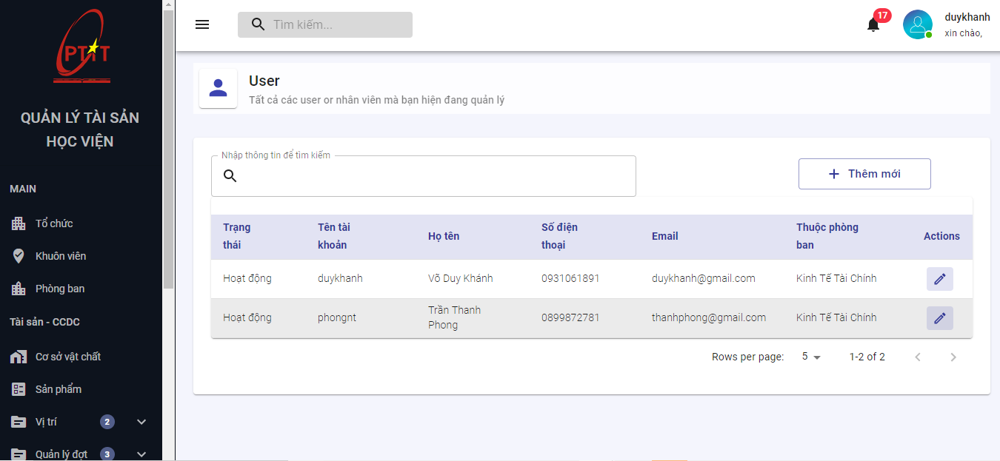 PTIT
QUẢN LÝ TÀI SẢN
HỌC VIỆN
MAIN
Tổ chức
Khuôn viên
Phòng ban
Tài sản - CCDC
Cơ sở vật chất
Sản phẩm
Vị trí 2
Quản lý đợt 3
Tìm kiếm...
17
duykhanh
xin chào,
User
Tất cả các user or nhân viên mà bạn hiện đang quản lý
Nhập thông tin để tìm kiếm
+ Thêm mới
Trạng thái Tên tài khoản Họ tên Số điện thoại Email Thuộc phòng ban Actions
Hoạt động duykhanh Võ Duy Khánh 0931061891 duykhanh@gmail.com Kinh Tế Tài Chính
Hoạt động phongnt Trần Thanh Phong 0899872781 thanhphong@gmail.com Kinh Tế Tài Chính
Rows per page: 5 1-2 of 2